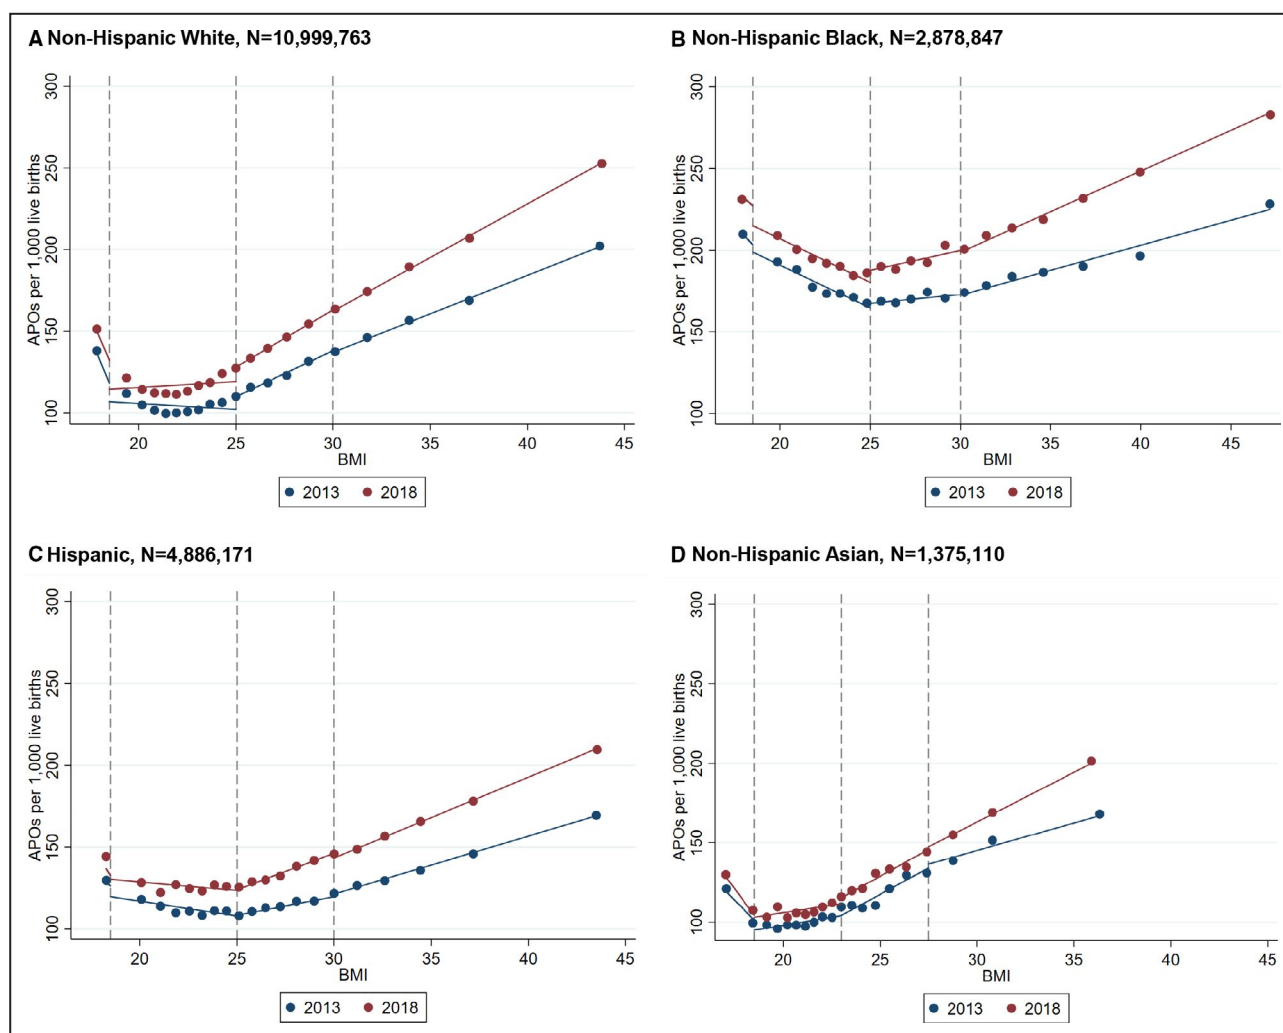 A Non-Hispanic White, N=10,999,763
APOs per 1,000 live births
300
250
200
150
100
20 25 30 35 40 45
BMI
2013 2018
B Non-Hispanic Black, N=2,878,847
APOs per 1,000 live births
300
250
200
150
100
20 25 30 35 40 45
BMI
2013 2018
C Hispanic, N=4,886,171
APOs per 1,000 live births
300
250
200
150
100
20 25 30 35 40 45
BMI
2013 2018
D Non-Hispanic Asian, N=1,375,110
APOs per 1,000 live births
300
250
200
150
100
20 25 30 35 40 45
BMI
2013 2018